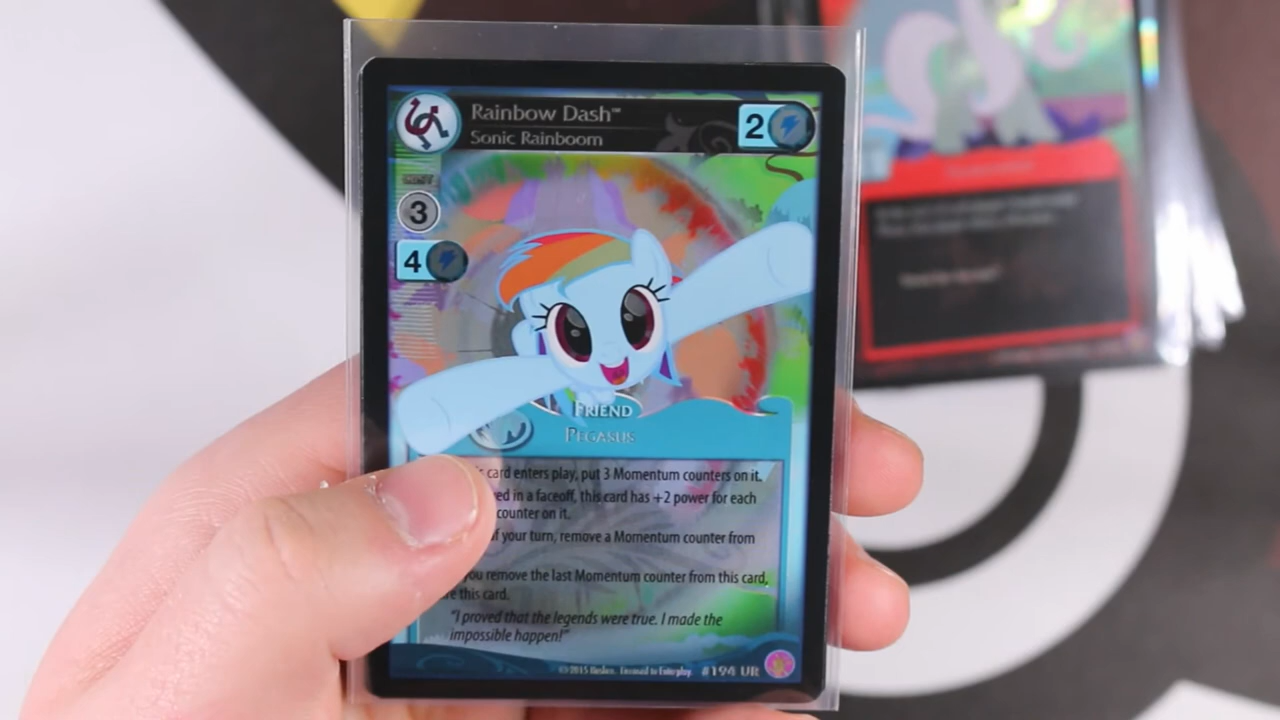 Rainbow Dash™
Sonic Rainboom
2
3
4
FRIEND
PEGASUS
card enters play, put 3 Momentum counters on it.
ed in a faceoff, this card has +2 power for each
counter on it.
f your turn, remove a Momentum counter from
you remove the last Momentum counter from this card,
e this card.
"I proved that the legends were true. I made the
impossible happen!"
©2015 Hasbro. Licensed to Enterplay. #194 UR